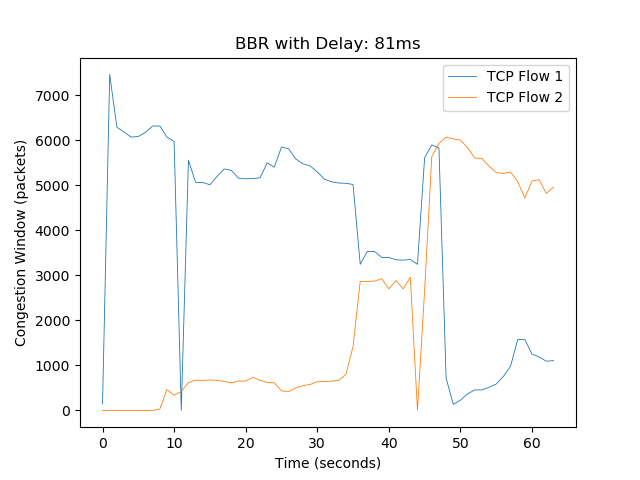 BBR with Delay: 81ms
TCP Flow 1
TCP Flow 2
Congestion Window (packets)
7000
6000
5000
4000
3000
2000
1000
0
0 10 20 30 40 50 60
Time (seconds)